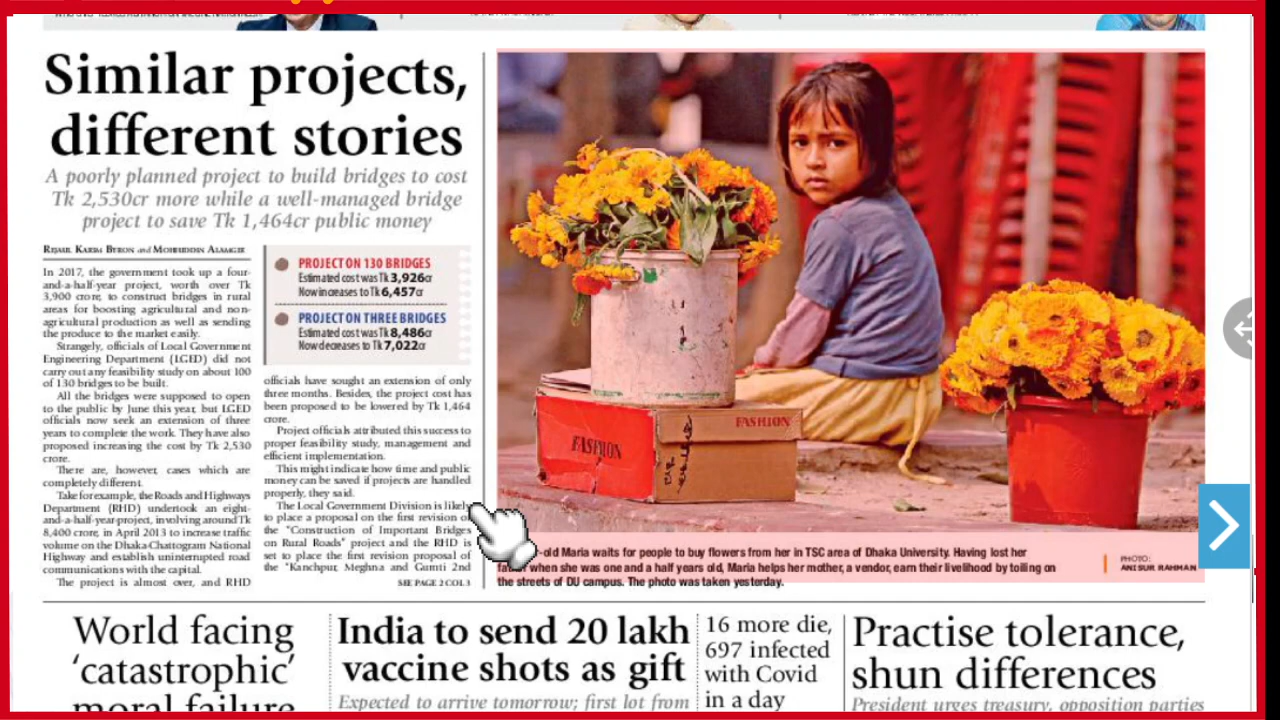 Similar projects,
different stories
A poorly planned project to build bridges to cost
Tk 2,530cr more while a well-managed bridge
project to save Tk 1,464cr public money
REJAUL KARIM BYRON and MOHIUDDIN ALAMGIR
In 2017, the government took up a four-
and-a-half-year project, worth over Tk
3,900 crore, to construct bridges in rural
areas for boosting agricultural and non-
agricultural production as well as sending
the produce to the market easily.
Strangely, officials of Local Government
Engineering Department (LGED) did not
carry out any feasibility study on about 100
of 130 bridges to be built.
All the bridges were supposed to open
to the public by June this year, but LGED
officials now seek an extension of three
years to complete the work. They have also
proposed increasing the cost by Tk 2,530
crore.
There are, however, cases which are
completely different.
Take for example, the Roads and Highways
Department (RHD) undertook an eight-
and-a-half-year-project, involving around Tk
8,400 crore, in April 2013 to increase traffic
volume on the Dhaka-Chattogram National
Highway and establish uninterrupted road
communications with the capital.
The project is almost over, and RHD
PROJECT ON 130 BRIDGES
Estimated cost was Tk 3,926cr
Now increases to Tk 6,457cr
PROJECT ON THREE BRIDGES
Estimated cost was Tk 8,486cr
Now decreases to Tk 7,022cr
officials have sought an extension of only
three months. Besides, the project cost has
been proposed to be lowered by Tk 1,464
crore.
Project officials attributed this success to
proper feasibility study, management and
efficient implementation.
This might indicate how time and public
money can be saved if projects are handled
properly, they said.
The Local Government Division is likely
to place a proposal on the first revision of
the "Construction of Important Bridges
on Rural Roads" project and the RHD is
set to place the first revision proposal of
the "Kanchpur, Meghna and Gumti 2nd
SEE PAGE 2 COL 3
FASHION
FASHION
-old Maria waits for people to buy flowers from her in TSC area of Dhaka University. Having lost her
father when she was one and a half years old, Maria helps her mother, a vendor, earn their livelihood by toiling on
the streets of DU campus. The photo was taken yesterday.
PHOTO:
ANISUR RAHMAN
World facing
'catastrophic'
moral failure
India to send 20 lakh
vaccine shots as gift
Expected to arrive tomorrow; first lot from
16 more die,
697 infected
with Covid
in a day
Practise tolerance,
shun differences
President urges treasury, opposition parties